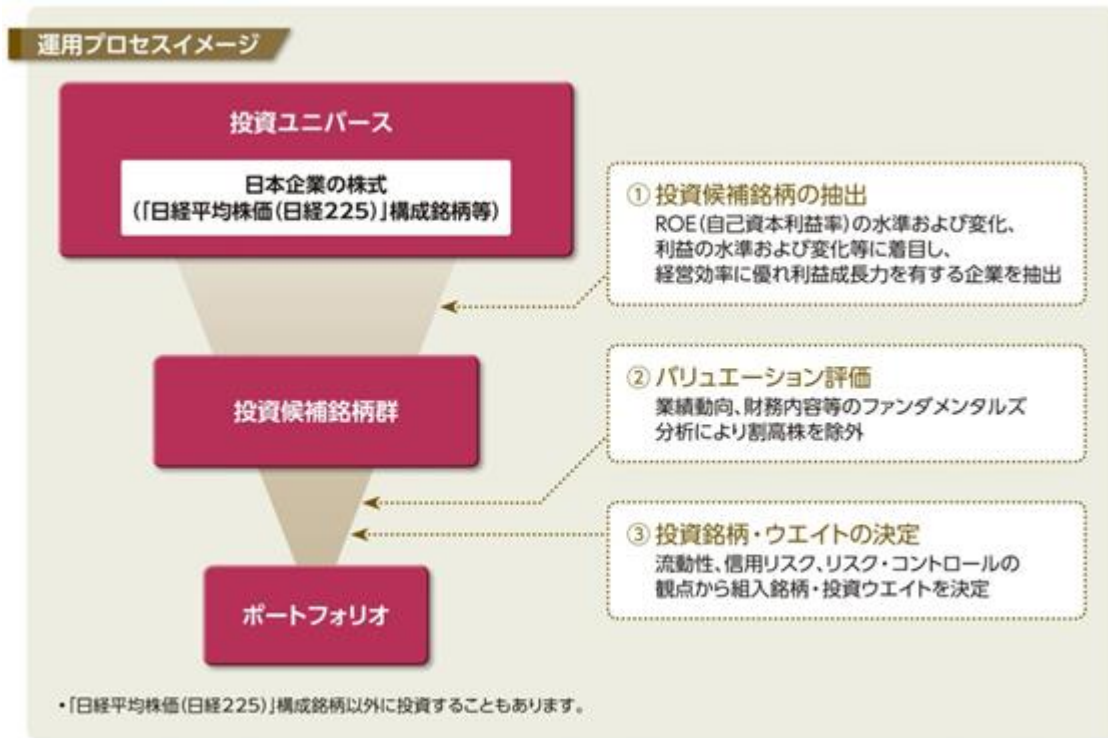 運用プロセスイメージ
投資ユニバース
日本企業の株式
(「日経平均株価(日経225)」構成銘柄等)
① 投資候補銘柄の抽出
ROE(自己資本利益率)の水準および変化、
利益の水準および変化等に着目し、
経営効率に優れ利益成長力を有する企業を抽出
投資候補銘柄群
② バリュエーション評価
業績動向、財務内容等のファンダメンタルズ
分析により割高株を除外
③ 投資銘柄・ウエイトの決定
流動性、信用リスク、リスク・コントロールの
観点から組入銘柄・投資ウエイトを決定
ポートフォリオ
・「日経平均株価(日経225)」構成銘柄以外に投資することもあります。